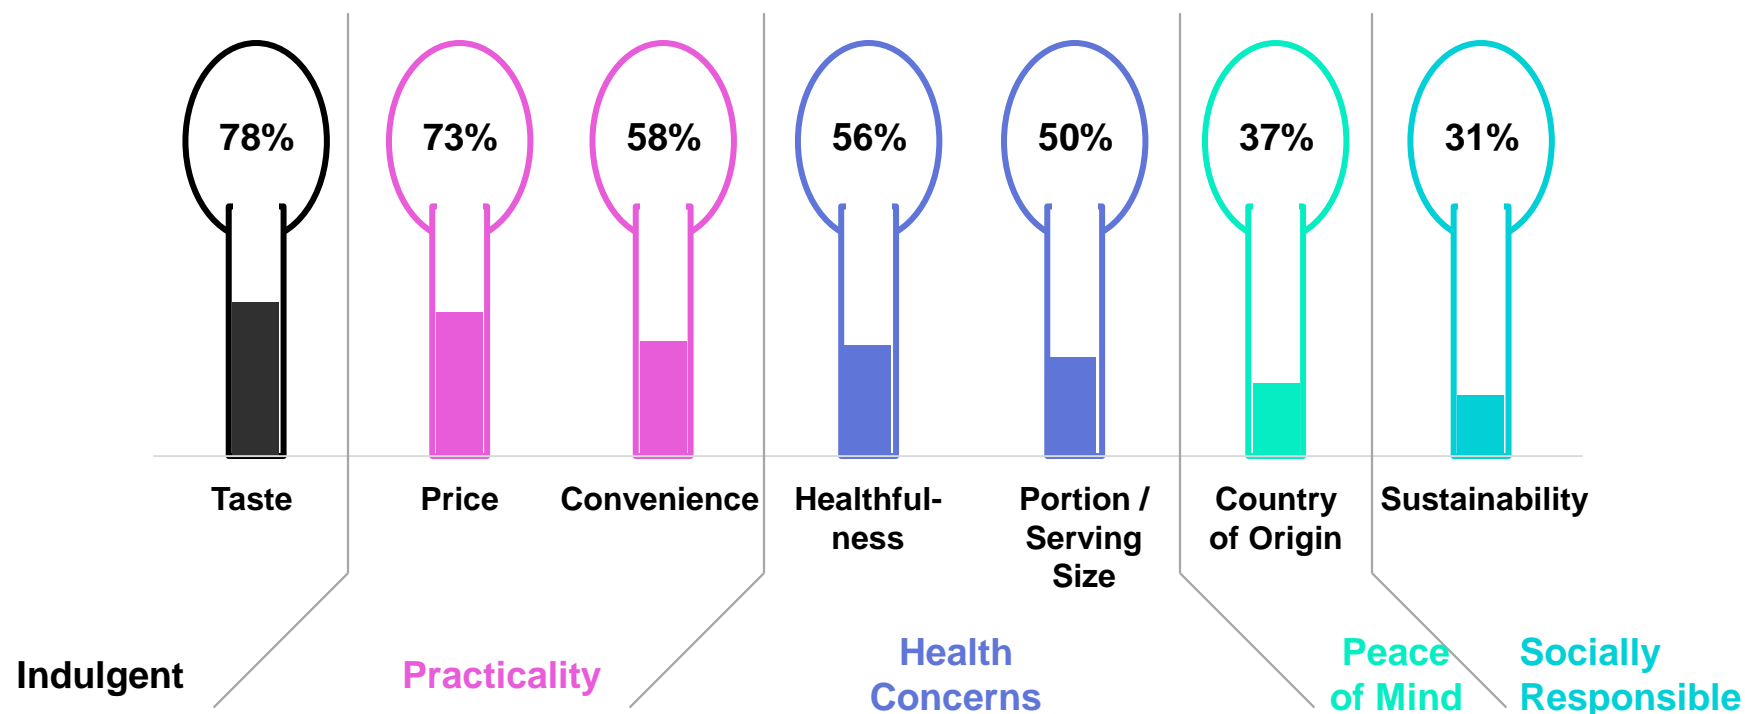 78%
73%
58%
56%
50%
37%
31%
Taste
Price
Convenience
Healthful-
ness
Portion /
Serving
Size
Country
of Origin
Sustainability
Indulgent
Practicality
Health
Concerns
Peace
of Mind
Socially
Responsible